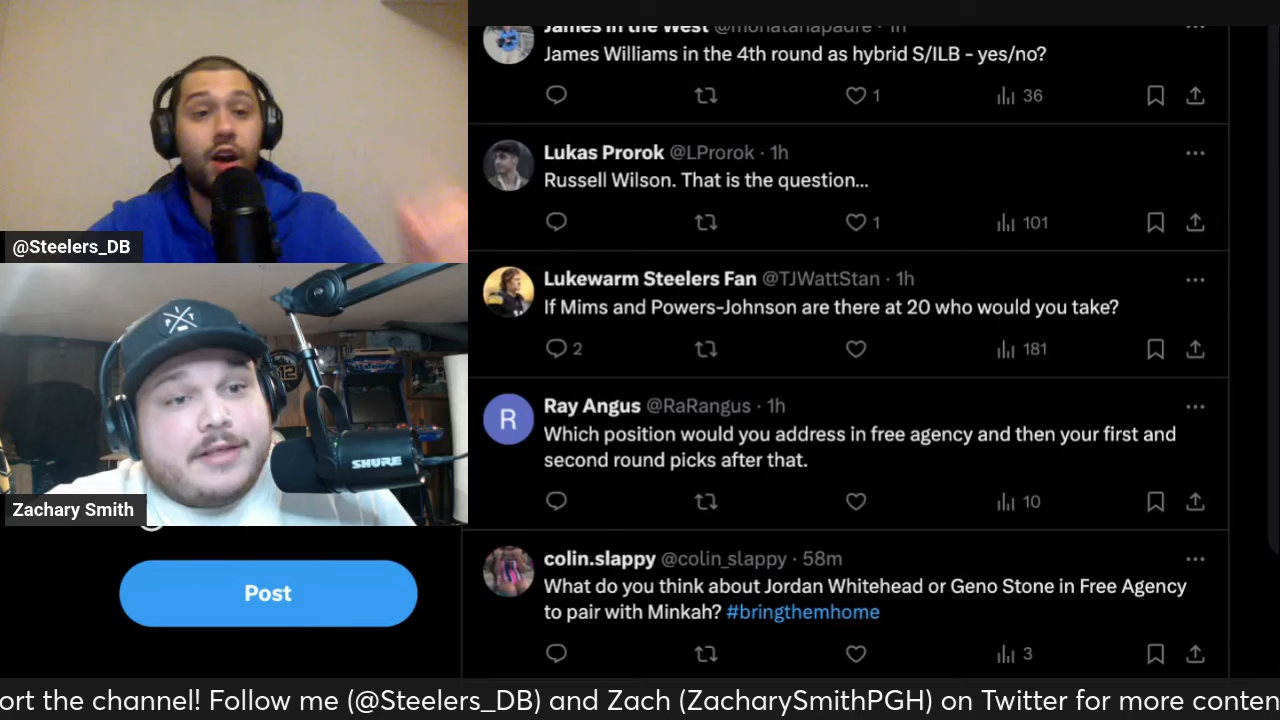 @Steelers_DB
SHURE
12
Zachary Smith
Post
James in the West @montanapadre · 1h
James Williams in the 4th round as hybrid S/ILB - yes/no?
1
36
Lukas Prorok @LProrok · 1h
Russell Wilson. That is the question...
1
101
Lukewarm Steelers Fan @TJWattStan · 1h
If Mims and Powers-Johnson are there at 20 who would you take?
2
181
R
Ray Angus @RaRangus · 1h
Which position would you address in free agency and then your first and
second round picks after that.
10
colin.slappy @colin_slappy · 58m
What do you think about Jordan Whitehead or Geno Stone in Free Agency
to pair with Minkah? #bringthemhome
3
ort the channel! Follow me (@Steelers_DB) and Zach (ZacharySmithPGH) on Twitter for more conten